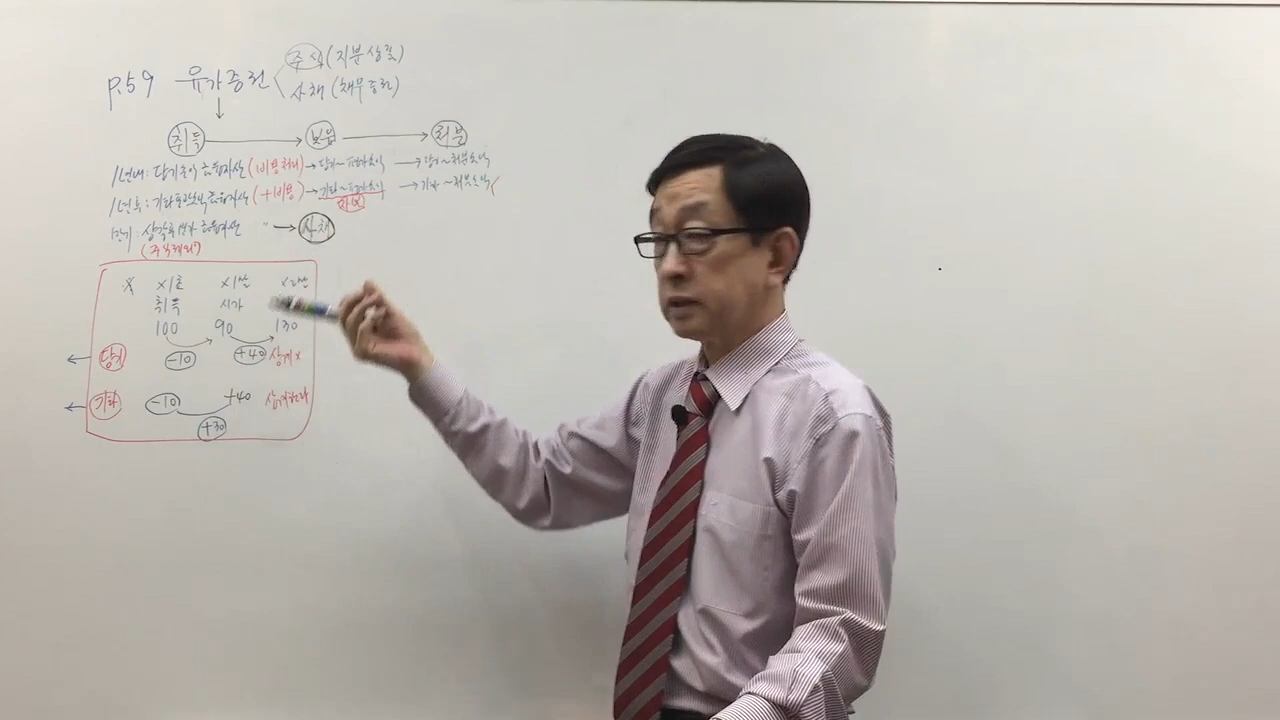 p.59 유가증권
주식 (지분상품)
사채 (채무증권)
취득 보유 처분
1년내 : 당기손익 금융자산 (비용처리) → 당기~평가손익 → 당기~처분손익
1년후 : 기타포괄손익 금융자산 (+비용) → 기타~평가손익 → 기타~처분손익
자본
만기 : 상각후원가 금융자산 〃 → 사채
(주식제외)
※ x1초 x1말 x2말
취득 시가
100 90 130
당기 -10 +40 상계x
기타 -10 +40 상계한다
+30